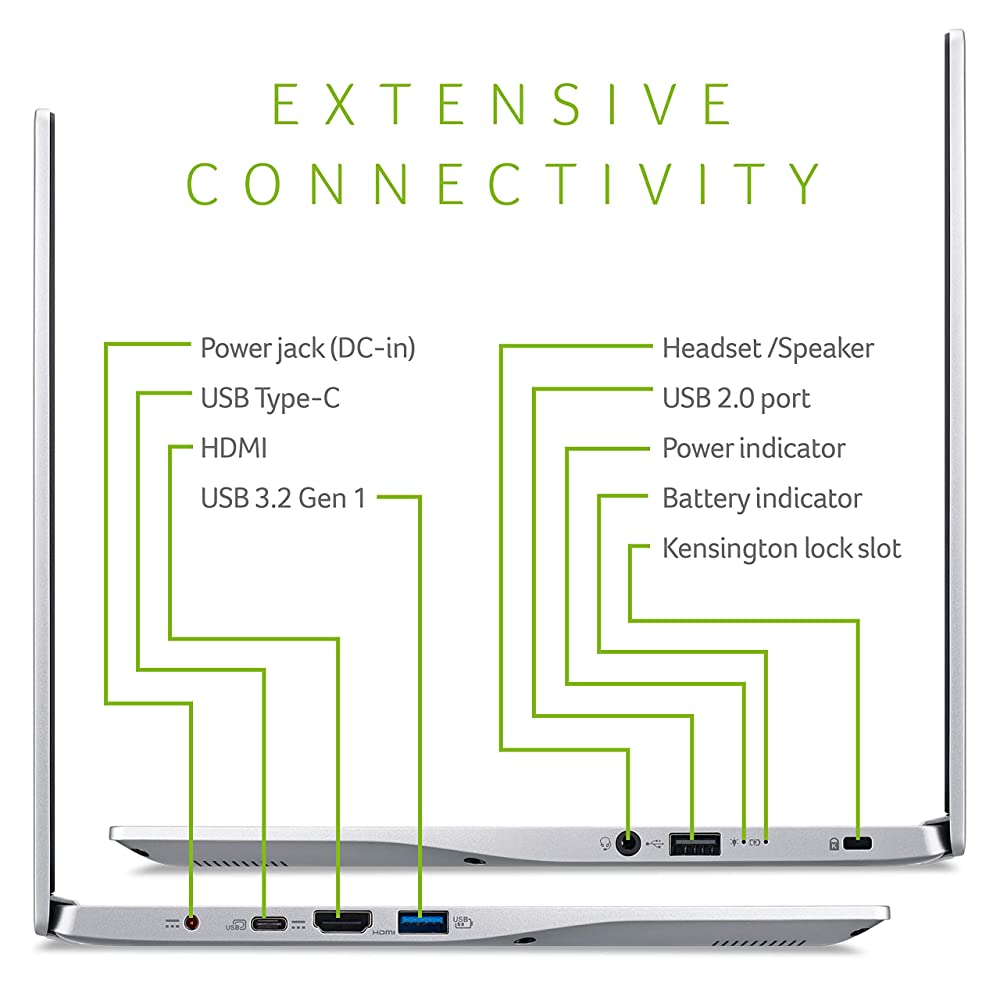 EXTENSIVE
CONNECTIVITY
Power jack (DC-in)
USB Type-C
HDMI
USB 3.2 Gen 1
Headset /Speaker
USB 2.0 port
Power indicator
Battery indicator
Kensington lock slot
K
USB
HDMI
USB